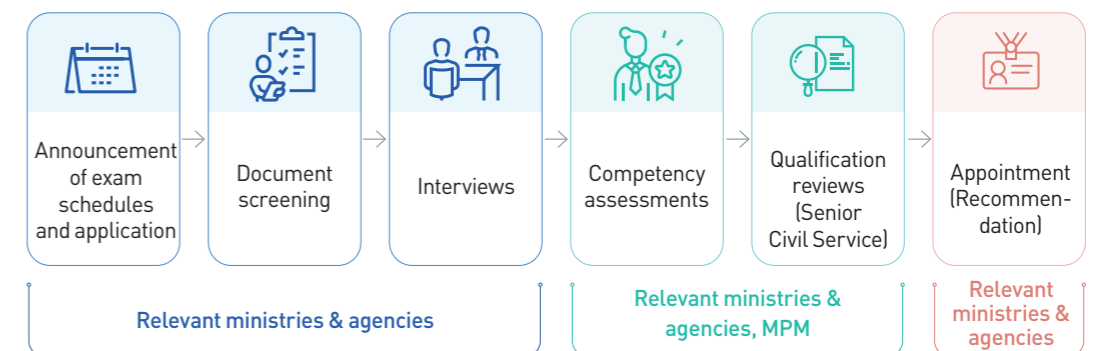 Announcement
of exam
schedules
and application
Document
screening
Interviews
Competency
assessments
Qualification
reviews
(Senior
Civil Service)
Appointment
(Recommen-
dation)
Relevant ministries & agencies
Relevant ministries &
agencies, MPM
Relevant
ministries &
agencies